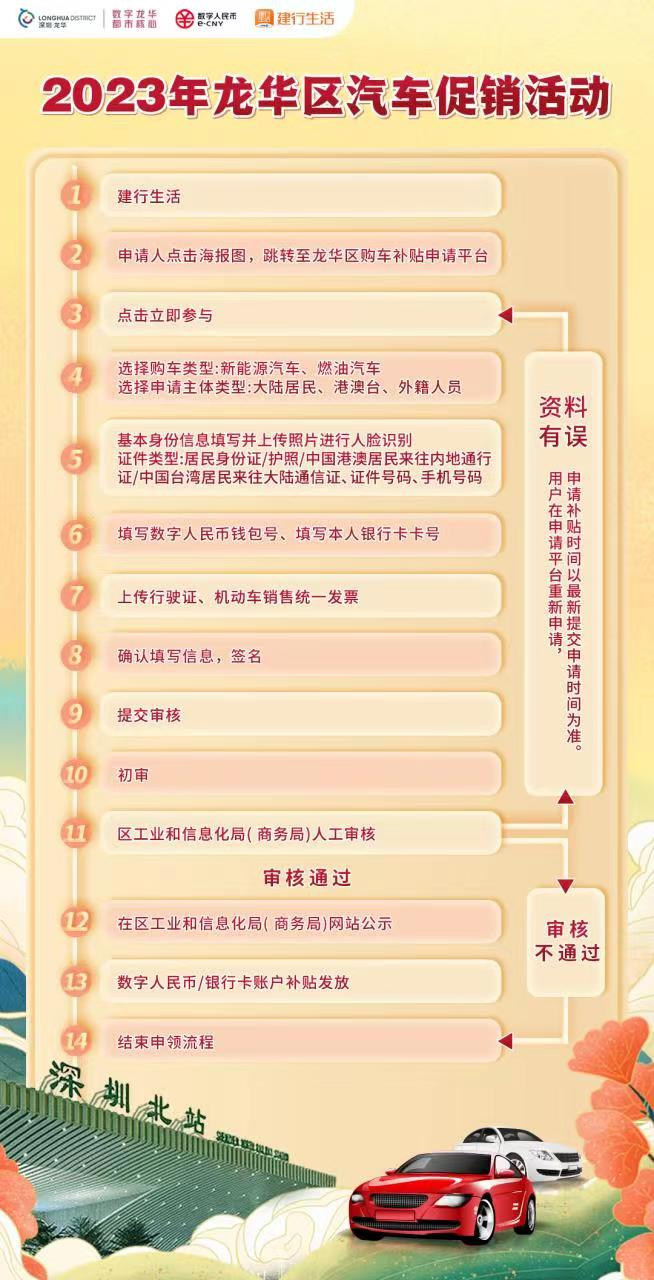 LONGHUA DISTRICT
深圳 龙华
数字龙华
都市核心
数字人民币
e-CNY
建行生活
2023年龙华区汽车促销活动
1
建行生活
2
申请人点击海报图，跳转至龙华区购车补贴申请平台
3
点击立即参与
4
选择购车类型:新能源汽车、燃油汽车
选择申请主体类型:大陆居民、港澳台、外籍人员
5
基本身份信息填写并上传照片进行人脸识别
证件类型:居民身份证/护照/中国港澳居民来往内地通行
证/中国台湾居民来往大陆通信证、证件号码、手机号码
6
填写数字人民币钱包号、填写本人银行卡卡号
7
上传行驶证、机动车销售统一发票
8
确认填写信息，签名
9
提交审核
10
初审
11
区工业和信息化局( 商务局)人工审核
资料
有误
用户在申请平台重新申请，
申请补贴时间以最新提交申请时间为准。
审核通过
12
在区工业和信息化局( 商务局)网站公示
审核
不通过
13
数字人民币/银行卡账户补贴发放
14
结束申领流程
深圳北站